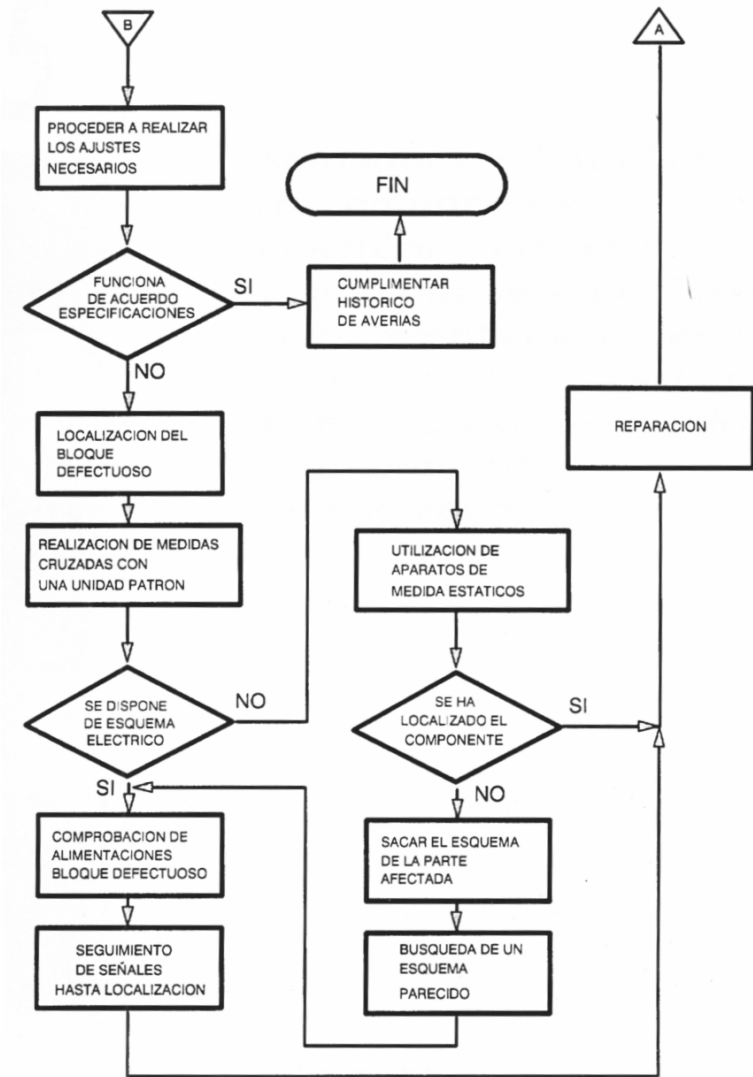 B
A
PROCEDER A REALIZAR
LOS AJUSTES
NECESARIOS
FIN
FUNCIONA
DE ACUERDO
ESPECIFICACIONES
SI
CUMPLIMENTAR
HISTORICO
DE AVERIAS
NO
REPARACION
LOCALIZACION DEL
BLOQUE
DEFECTUOSO
REALIZACION DE MEDIDAS
CRUZADAS CON
UNA UNIDAD PATRON
UTILIZACION DE
APARATOS DE
MEDIDA ESTATICOS
SE DISPONE
DE ESQUEMA
ELECTRICO
NO
SE HA
LOCALIZADO EL
COMPONENTE
SI
SI
NO
COMPROBACION DE
ALIMENTACIONES
BLOQUE DEFECTUOSO
SACAR EL ESQUEMA
DE LA PARTE
AFECTADA
SEGUIMIENTO
DE SEÑALES
HASTA LOCALIZACION
BUSQUEDA DE UN
ESQUEMA
PARECIDO